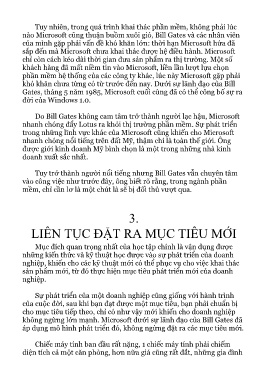 Tuy nhiên, trong quá trình khai thác phần mềm, không phải lúc
nào Microsoft cũng thuận buồm xuôi gió, Bill Gates và các nhân viên
của mình gặp phải vấn đề khó khăn lớn: thời hạn Microsoft hứa đã
sắp đến mà Microsoft chưa khai thác được hệ điều hành. Microsoft
chỉ còn cách kéo dài thời gian đưa sản phẩm ra thị trường. Một số
khách hàng đã mất niềm tin vào Microsoft, lần lần lượt lựa chọn
phần mềm hệ thống của các công ty khác, lúc này Microsoft gặp phải
khó khăn chưa từng có từ trước đến nay. Dưới sự lãnh đạo của Bill
Gates, tháng 5 năm 1985, Microsoft cuối cùng đã có thể công bố sự ra
đời của Windows 1.0.
Do Bill Gates không cam tâm trở thành người lạc hậu, Microsoft
nhanh chóng đẩy Lotus ra khỏi thị trường phần mềm. Sự phát triển
trong những lĩnh vực khác của Microsoft cũng khiến cho Microsoft
nhanh chóng nổi tiếng trên đất Mỹ, thậm chí là toàn thế giới. Ông
được giới kinh doanh Mỹ bình chọn là một trong những nhà kinh
doanh xuất sắc nhất.
Tuy trở thành người nổi tiếng nhưng Bill Gates vẫn chuyên tâm
vào công việc như trước đây, ông biết rõ rằng, trong ngành phần
mềm, chỉ cần lơ là một chút là sẽ bị đối thủ vượt qua.
3.
LIÊN TỤC ĐẶT RA MỤC TIÊU MỚI
Mục đích quan trọng nhất của học tập chính là vận dụng được
những kiến thức và kỹ thuật học được vào sự phát triển của doanh
nghiệp, khiến cho các kỹ thuật mới có thể phục vụ cho việc khai thác
sản phẩm mới, từ đó thực hiện mục tiêu phát triển mới của doanh
nghiệp.
Sự phát triển của một doanh nghiệp cũng giống với hành trình
của cuộc đời, sau khi bạn đạt được một mục tiêu, bạn phải chuẩn bị
cho mục tiêu tiếp theo, chỉ có như vậy mới khiến cho doanh nghiệp
không ngừng lớn mạnh. Microsoft dưới sự lãnh đạo của Bill Gates đã
áp dụng mô hình phát triển đó, không ngừng đặt ra các mục tiêu mới.
Chiếc máy tính ban đầu rất nặng, 1 chiếc máy tính phải chiếm
diện tích cả một căn phòng, hơn nữa giá cũng rất đắt, những gia đình